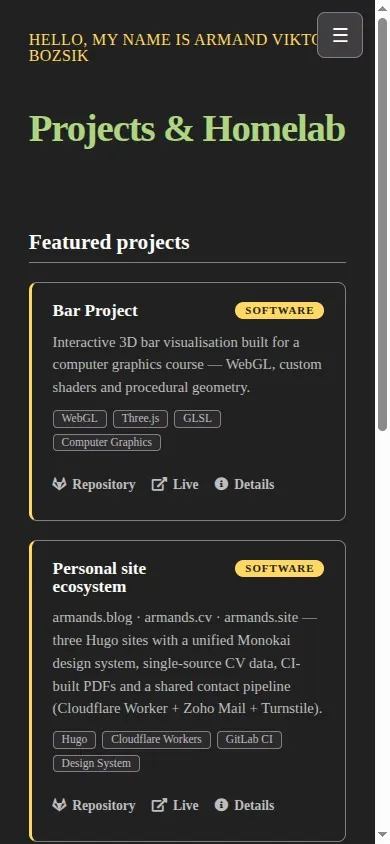 HELLO, MY NAME IS ARMAND VIKTO
BOZSIK
Projects & Homelab
Featured projects
Bar Project
SOFTWARE
Interactive 3D bar visualisation built for a
computer graphics course — WebGL, custom
shaders and procedural geometry.
WebGL Three.js GLSL
Computer Graphics
Repository Live Details
Personal site
ecosystem
SOFTWARE
armands.blog · armands.cv · armands.site —
three Hugo sites with a unified Monokai
design system, single-source CV data, CI-
built PDFs and a shared contact pipeline
(Cloudflare Worker + Zoho Mail + Turnstile).
Hugo Cloudflare Workers GitLab CI
Design System
Repository Live Details